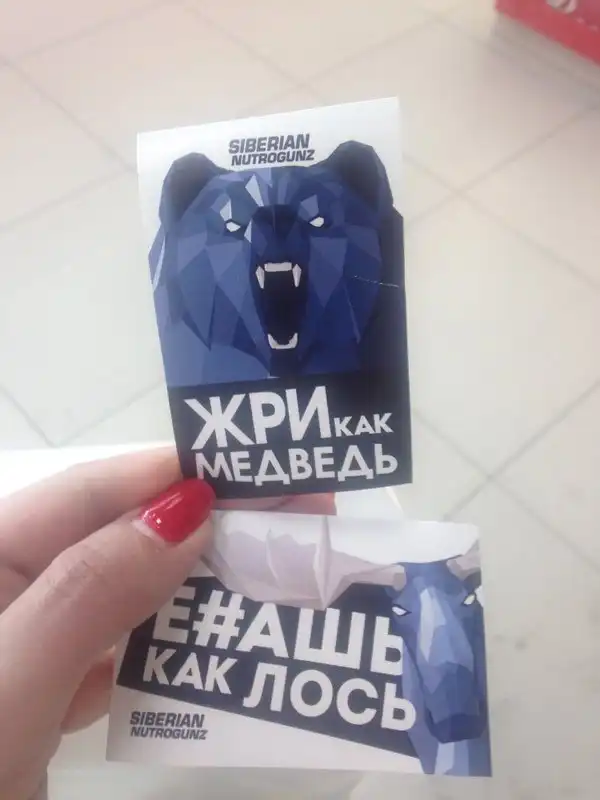 SIBERIAN
NUTROGUNZ
ЖРИ КАК
МЕДВЕДЬ
Е#АШЬ
КАК ЛОСЬ
SIBERIAN
NUTROGUNZ